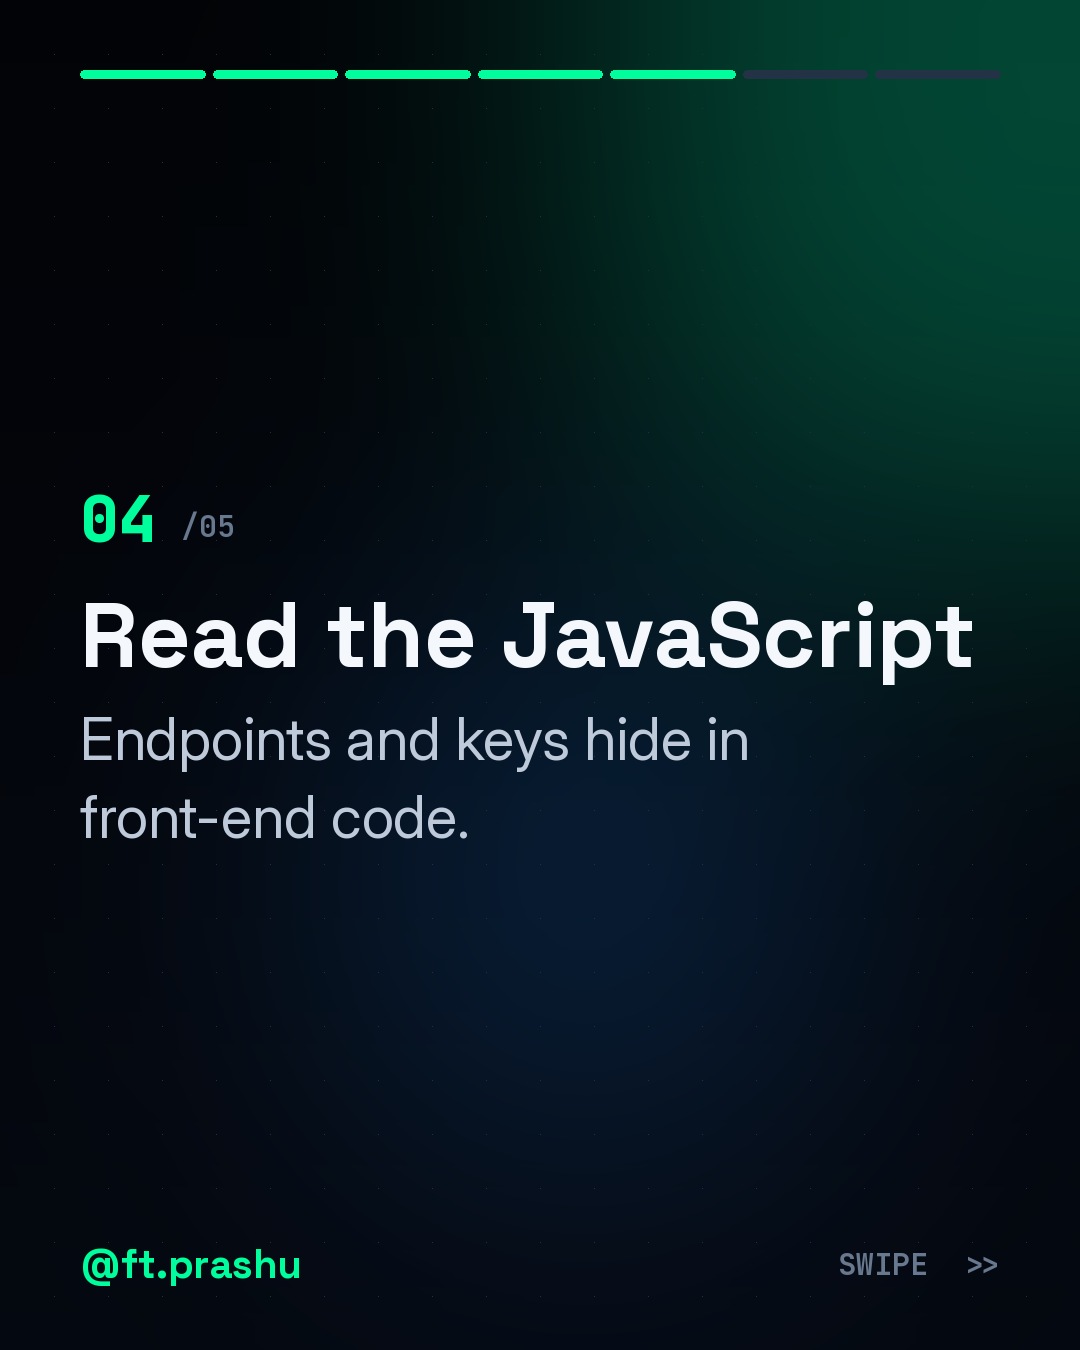 04 /05
Read the JavaScript
Endpoints and keys hide in
front-end code.
@ft.prashu
SWIPE >>